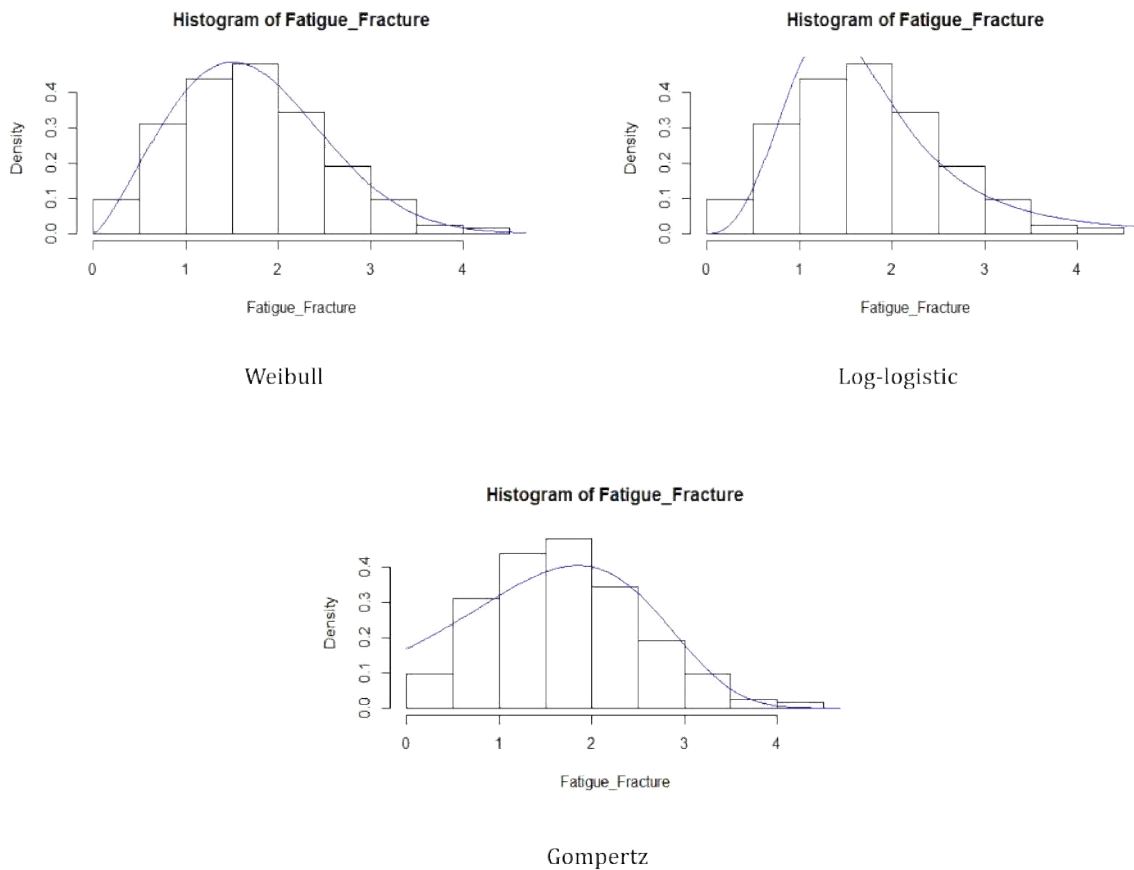 Histogram of Fatigue_Fracture
Density
0.0 0.1 0.2 0.3 0.4
0 1 2 3 4
Fatigue_Fracture
Weibull
Histogram of Fatigue_Fracture
Density
0.0 0.1 0.2 0.3 0.4
0 1 2 3 4
Fatigue_Fracture
Log-logistic
Histogram of Fatigue_Fracture
Density
0.0 0.1 0.2 0.3 0.4
0 1 2 3 4
Fatigue_Fracture
Gompertz